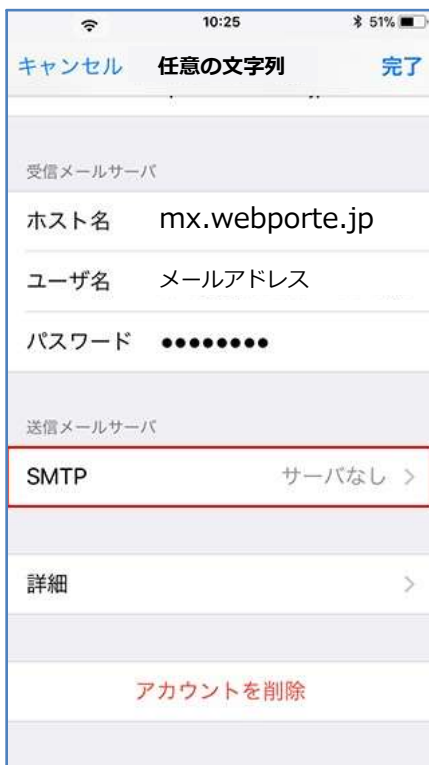 10:25 51%
キャンセル 任意の文字列 完了
受信メールサーバ
ホスト名 mx.webporte.jp
ユーザ名 メールアドレス
パスワード ●●●●●●●●
送信メールサーバ
SMTP サーバなし >
詳細 >
アカウントを削除